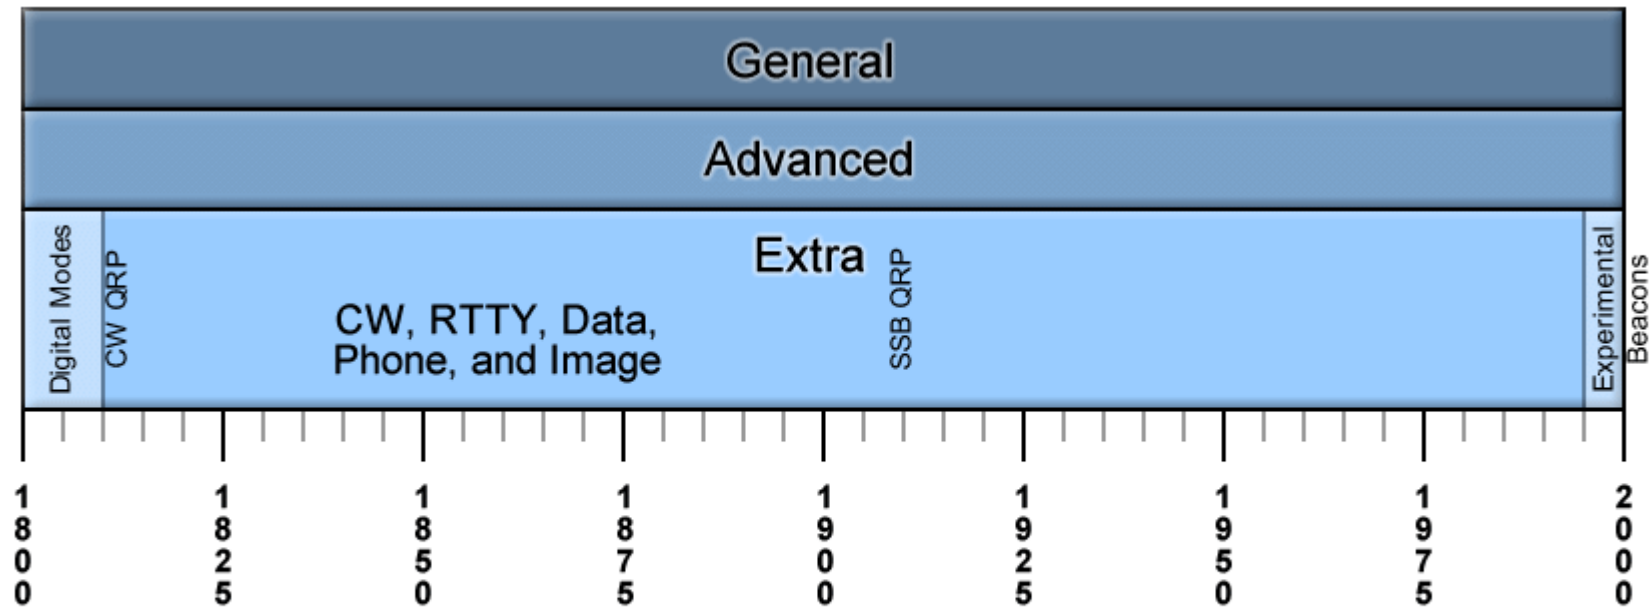 General
Advanced
Extra
Digital Modes
CW QRP
CW, RTTY, Data,
Phone, and Image
SSB QRP
Experimental
Beacons
1800
1825
1850
1875
1900
1925
1950
1975
2000